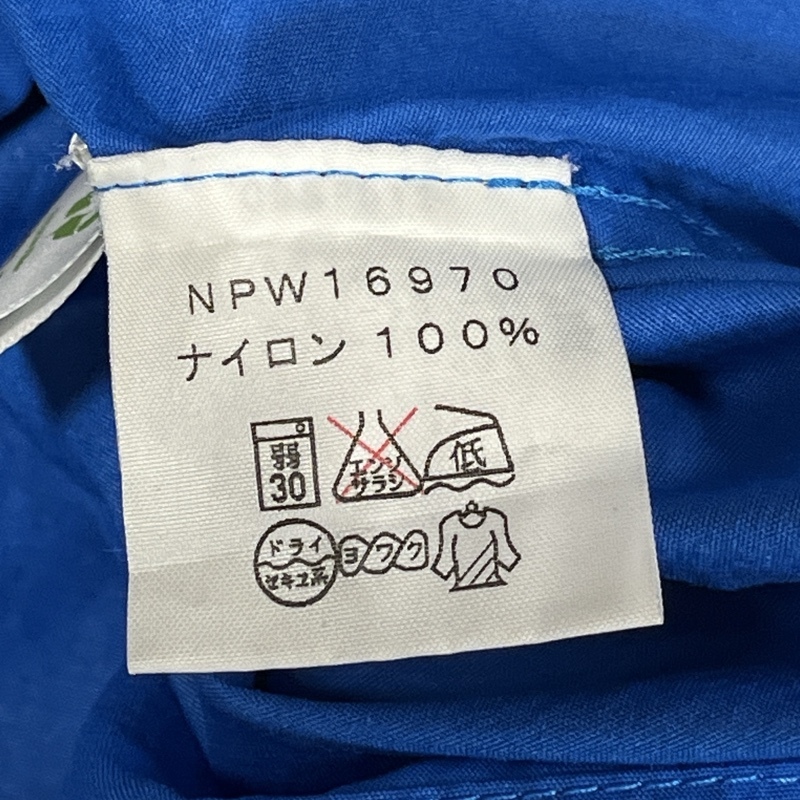 NPW16970
ナイロン 100%
弱 エンソ 低
30 サラシ
ドライ ヨワク
セキユ系